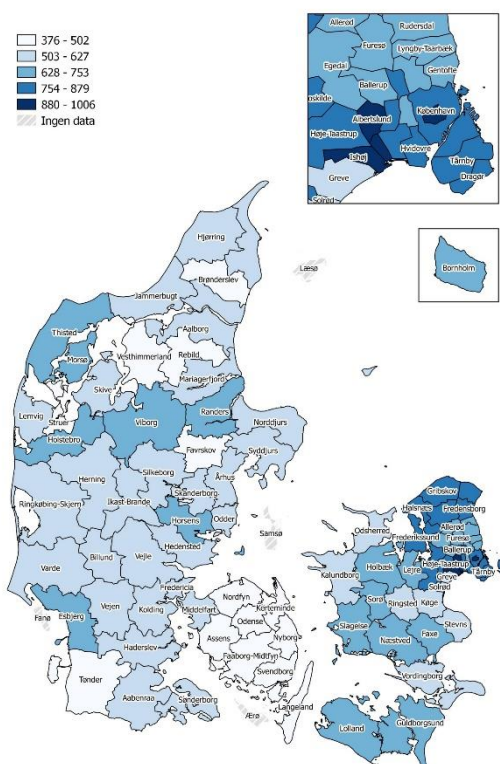 376 - 502
503 - 627
628 - 753
754 - 879
880 - 1006
Ingen data
Allerød
Rudersdal
Furesø
Lyngby-Taarbæk
Egedal
Gentofte
Ballerup
oskilde
København
Albertslund
Høje-Taastrup
Hvidovre
Ishøj
Tårnby
Greve
Dragør
Solrød
Bornholm
Hjørring
Læsø
Brønderslev
Jammerbugt
Thisted
Aalborg
Morsø
Vesthimmerland
Rebild
Mariagerfjord
Skive
Lemvig
Struer
Randers
Norddjurs
Viborg
Holstebro
Favrskov
Syddjurs
Silkeborg
Herning
Århus
Skanderborg
Ikast-Brande
Ringkøbing-Skjern
Horsens
Odder
Samsø
Hedensted
Billund
Vejle
Varde
Fredericia
Vejen
Kolding
Middelfart
Nordfyn
Kerteminde
Fanø
Esbjerg
Odense
Assens
Nyborg
Haderslev
Faaborg-Midtfyn
Svendborg
Tønder
Aabenraa
Sønderborg
Langeland
Ærø
Gribskov
Halsnæs
Fredensborg
Odsherred
Allerød
Frederikssund
Furesø
Ballerup
Kalundborg
Holbæk
Lejre
Høje-Taastrup
Tårnby
Greve
Solrød
Sorø
Ringsted
Køge
Slagelse
Stevns
Næstved
Faxe
Vordingborg
Lolland
Guldborgsund